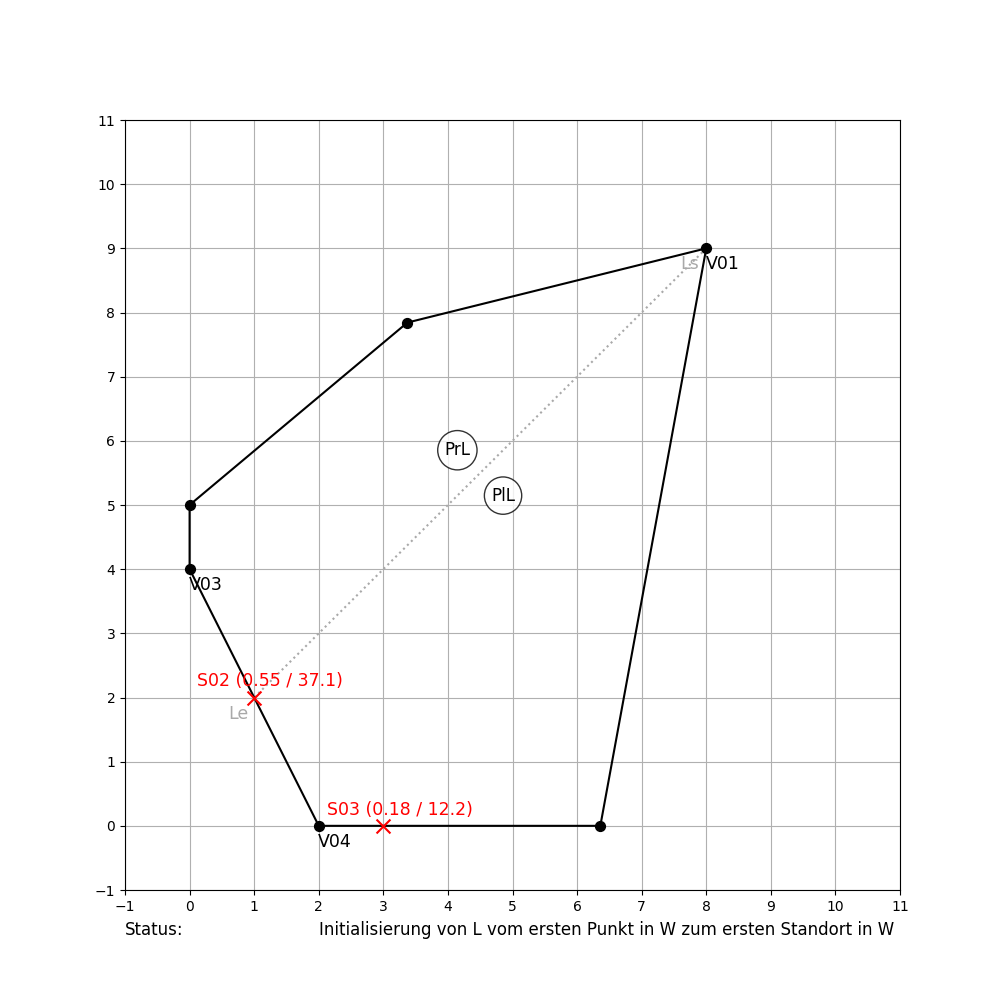 11
10
9
Ls V01
8
7
6
PrL
PlL
5
4
V03
3
S02 (0.55 / 37.1)
2
Le
1
S03 (0.18 / 12.2)
0
V04
−1
−1 0 1 2 3 4 5 6 7 8 9 10 11
Status: Initialisierung von L vom ersten Punkt in W zum ersten Standort in W